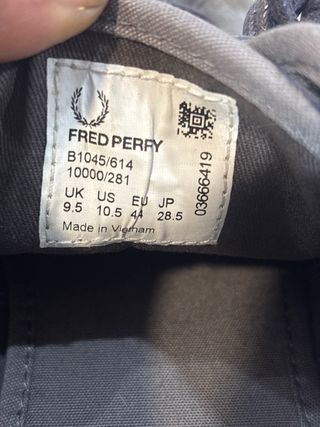 FRED PERRY
B1045/614
10000/281
UK US EU JP
9.5 10.5 44 28.5
Made in Vietnam
03666419